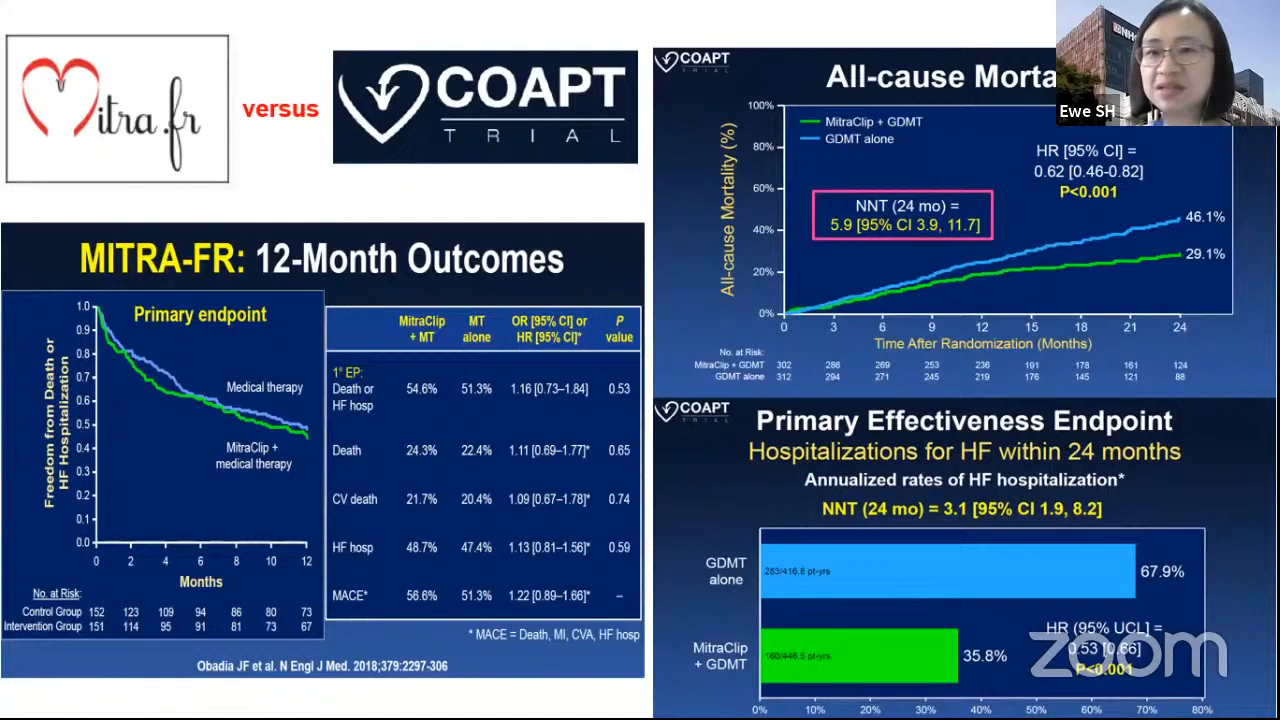 Mitra.fr
versus
COAPT
TRIAL
MITRA-FR: 12-Month Outcomes
Primary endpoint
Freedom from Death or
HF Hospitalization
1.0
0.9
0.8
0.7
0.6
0.5
0.4
0.3
0.2
0.1
0.0
Medical therapy
MitraClip +
medical therapy
0 2 4 6 8 10 12
Months
No. at Risk:
Control Group 152 123 109 94 86 80 73
Intervention Group 151 114 95 91 81 73 67
MitraClip + MT MT alone OR [95% CI] or HR [95% CI]* P value
1° EP:
Death or HF hosp 54.6% 51.3% 1.16 [0.73–1.84] 0.53
Death 24.3% 22.4% 1.11 [0.69–1.77]* 0.65
CV death 21.7% 20.4% 1.09 [0.67–1.78]* 0.74
HF hosp 48.7% 47.4% 1.13 [0.81–1.56]* 0.59
MACE* 56.6% 51.3% 1.22 [0.89–1.66]* –
* MACE = Death, MI, CVA, HF hosp
Obadia JF et al. N Engl J Med. 2018;379:2297-306
COAPT
TRIAL
All-cause
Ewe SH
All-cause Mortality (%)
100%
80%
60%
40%
20%
0%
MitraClip + GDMT
GDMT alone
HR [95% CI] =
0.62 [0.46-0.82]
P<0.001
NNT (24 mo) =
5.9 [95% CI 3.9, 11.7]
46.1%
29.1%
0 3 6 9 12 15 18 21 24
Time After Randomization (Months)
No. at Risk:
MitraClip + GDMT 302 286 269 253 236 191 178 161 124
GDMT alone 312 294 271 245 219 176 145 121 88
COAPT
TRIAL
Primary Effectiveness Endpoint
Hospitalizations for HF within 24 months
Annualized rates of HF hospitalization*
NNT (24 mo) = 3.1 [95% CI 1.9, 8.2]
GDMT
alone
283/416.8 pt-yrs
67.9%
MitraClip
+ GDMT
160/446.5 pt-yrs
35.8%
HR (95% UCL) =
0.53 [0.66]
P<0.001
zoom
0% 10% 20% 30% 40% 50% 60% 70% 80%